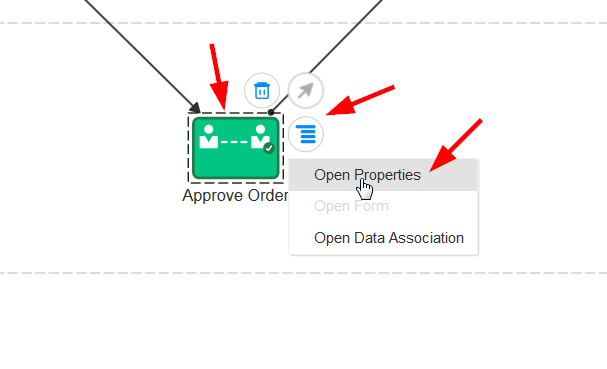 Open Properties
Approve Order
Open Form
Open Data Association